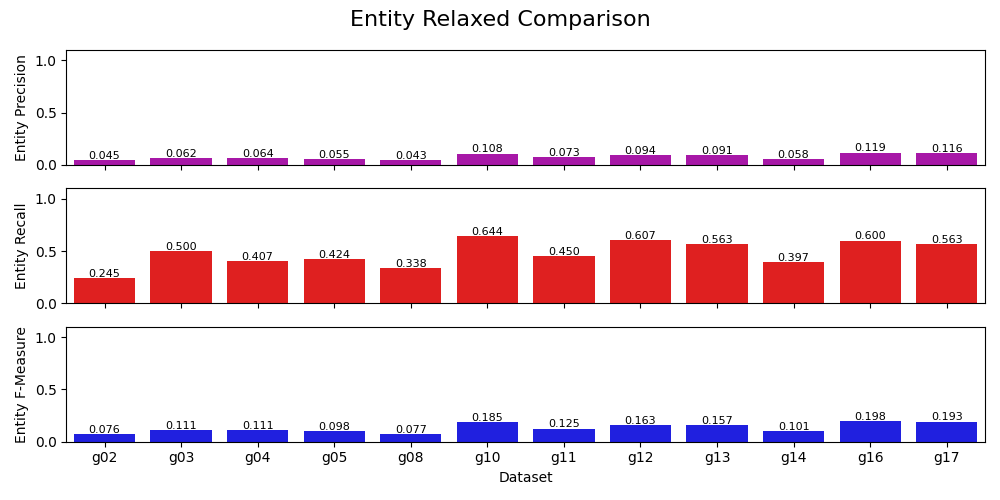 Entity Relaxed Comparison
Entity Precision
1.0
0.5
0.0
0.045 0.062 0.064 0.055 0.043 0.108 0.073 0.094 0.091 0.058 0.119 0.116
Entity Recall
1.0
0.5
0.0
0.245 0.500 0.407 0.424 0.338 0.644 0.450 0.607 0.563 0.397 0.600 0.563
Entity F-Measure
1.0
0.5
0.0
0.076 0.111 0.111 0.098 0.077 0.185 0.125 0.163 0.157 0.101 0.198 0.193
g02 g03 g04 g05 g08 g10 g11 g12 g13 g14 g16 g17
Dataset